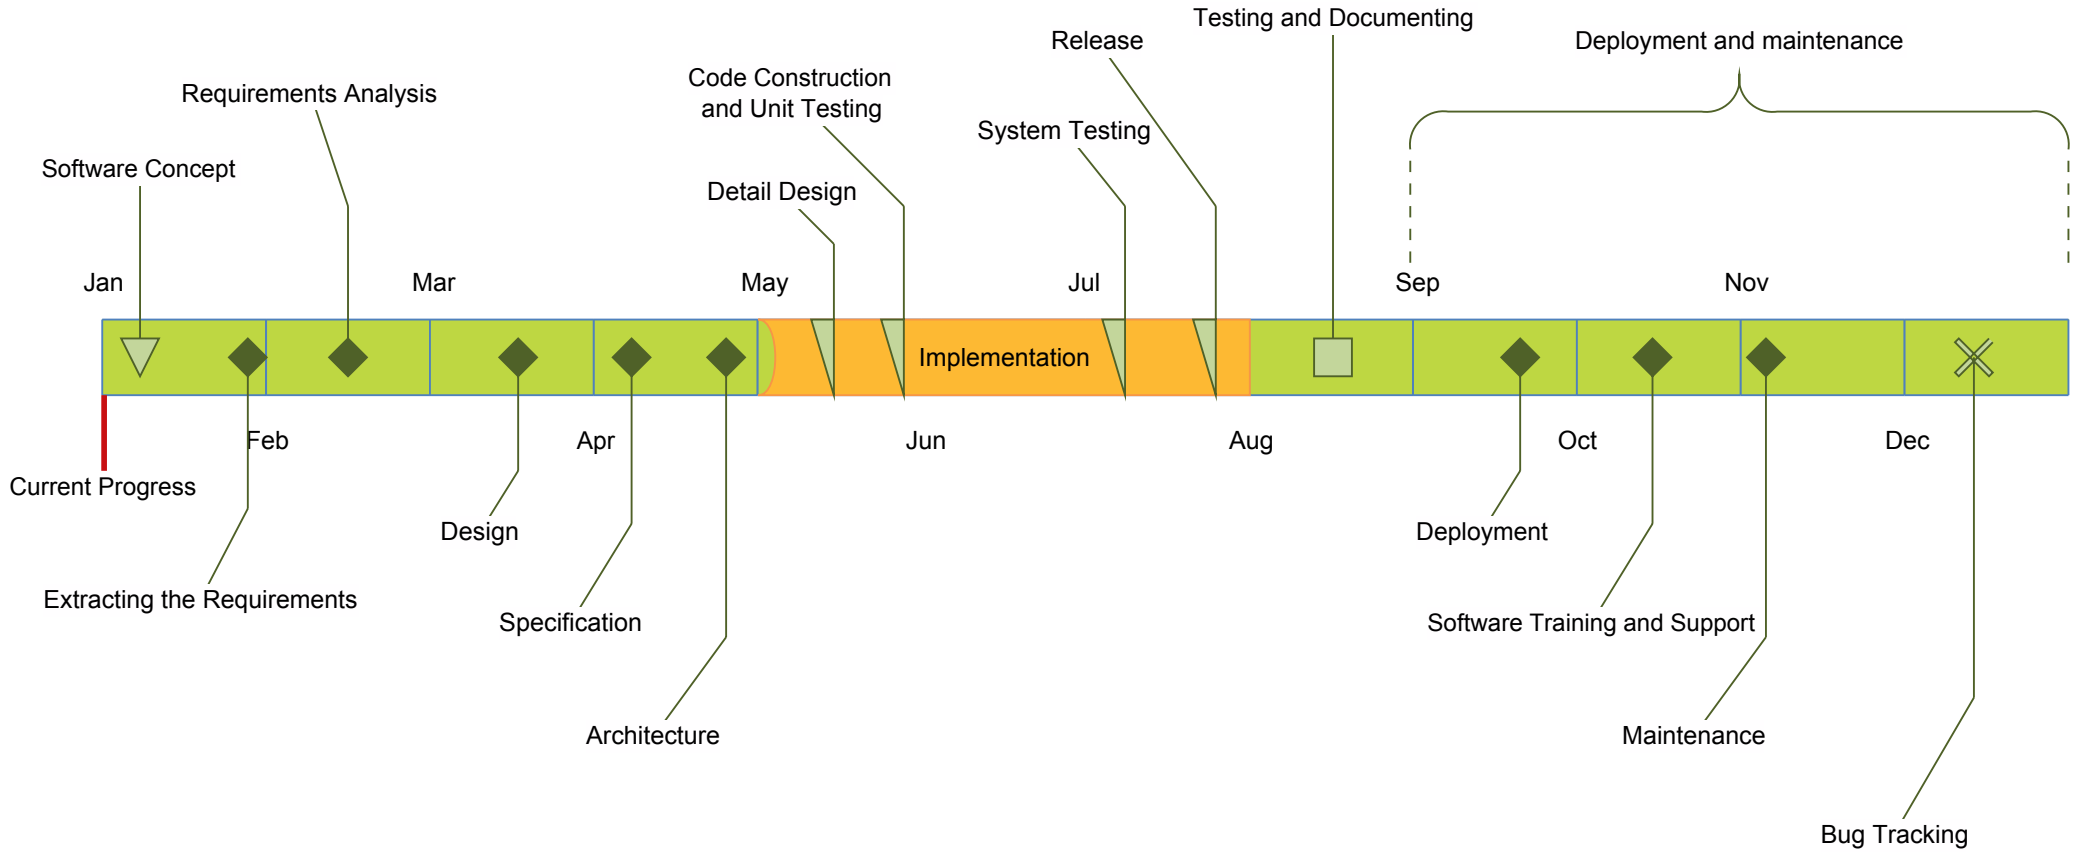 Testing and Documenting
Release
Deployment and maintenance
Code Construction
and Unit Testing
Requirements Analysis
System Testing
Software Concept
Detail Design
Jan
Mar
May
Jul
Sep
Nov
Implementation
Feb
Apr
Jun
Aug
Oct
Dec
Current Progress
Design
Deployment
Extracting the Requirements
Specification
Software Training and Support
Architecture
Maintenance
Bug Tracking